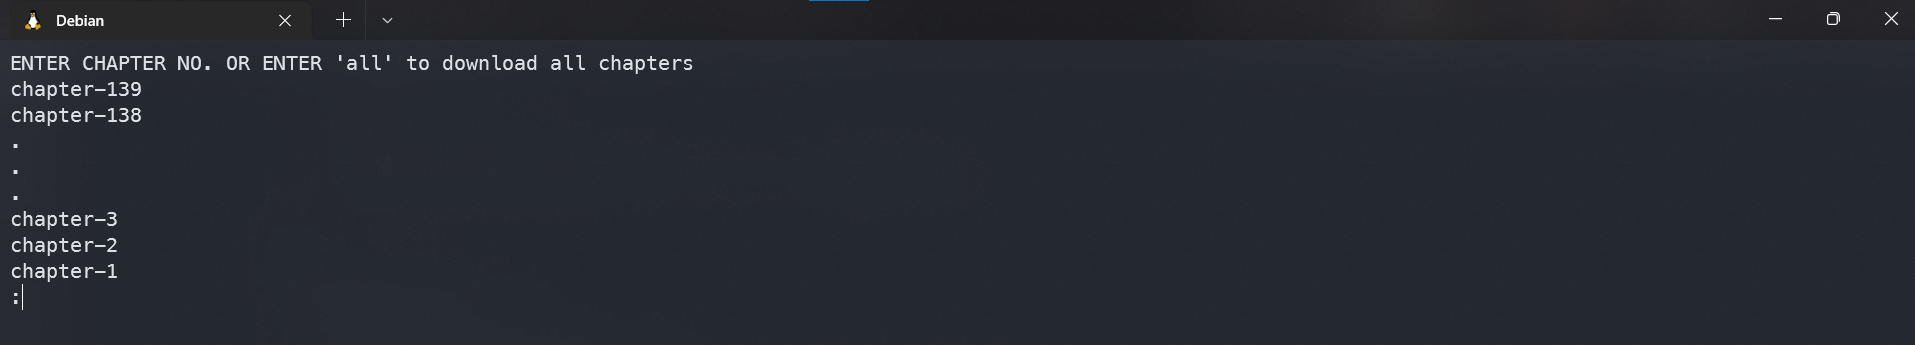 Debian
ENTER CHAPTER NO. OR ENTER 'all' to download all chapters
chapter-139
chapter-138
.
.
.
chapter-3
chapter-2
chapter-1
: